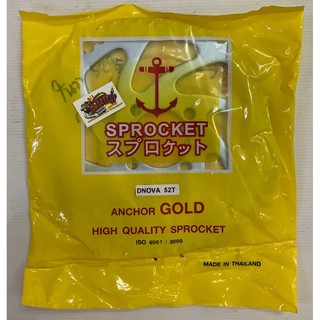 SPROCKET
スプロケット
DNOVA 52T
ANCHOR GOLD
HIGH QUALITY SPROCKET
ISO 9001 : 2000
MADE IN THAILAND